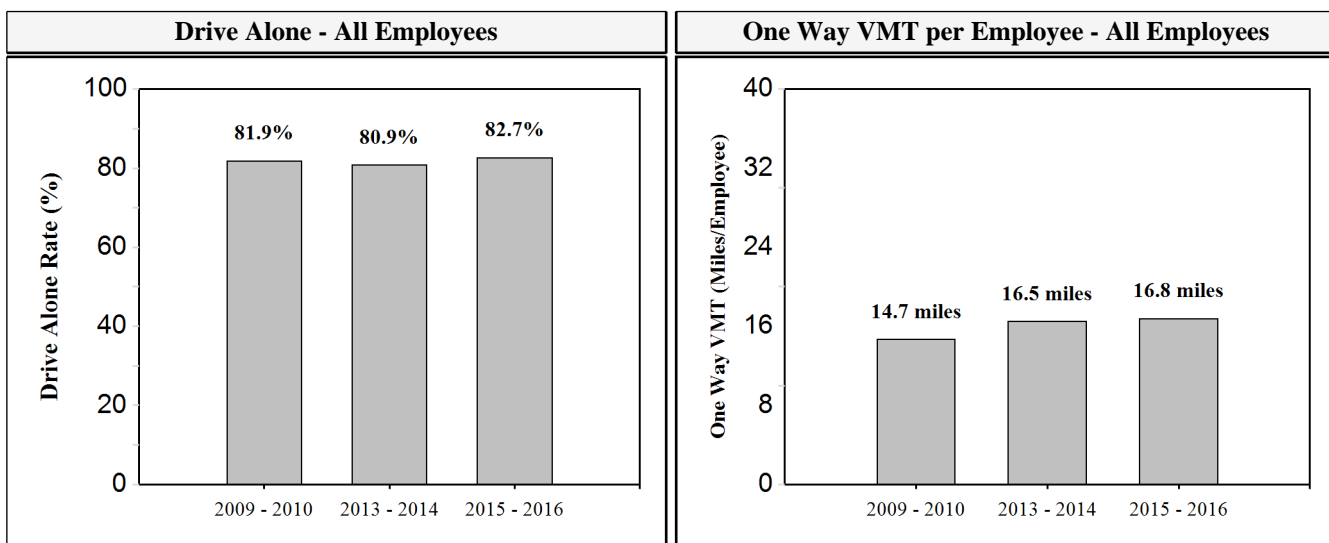 Drive Alone - All Employees
Drive Alone Rate (%)
100
80
60
40
20
0
81.9%
80.9%
82.7%
2009 - 2010
2013 - 2014
2015 - 2016
One Way VMT per Employee - All Employees
One Way VMT (Miles/Employee)
40
32
24
16
8
0
14.7 miles
16.5 miles
16.8 miles
2009 - 2010
2013 - 2014
2015 - 2016